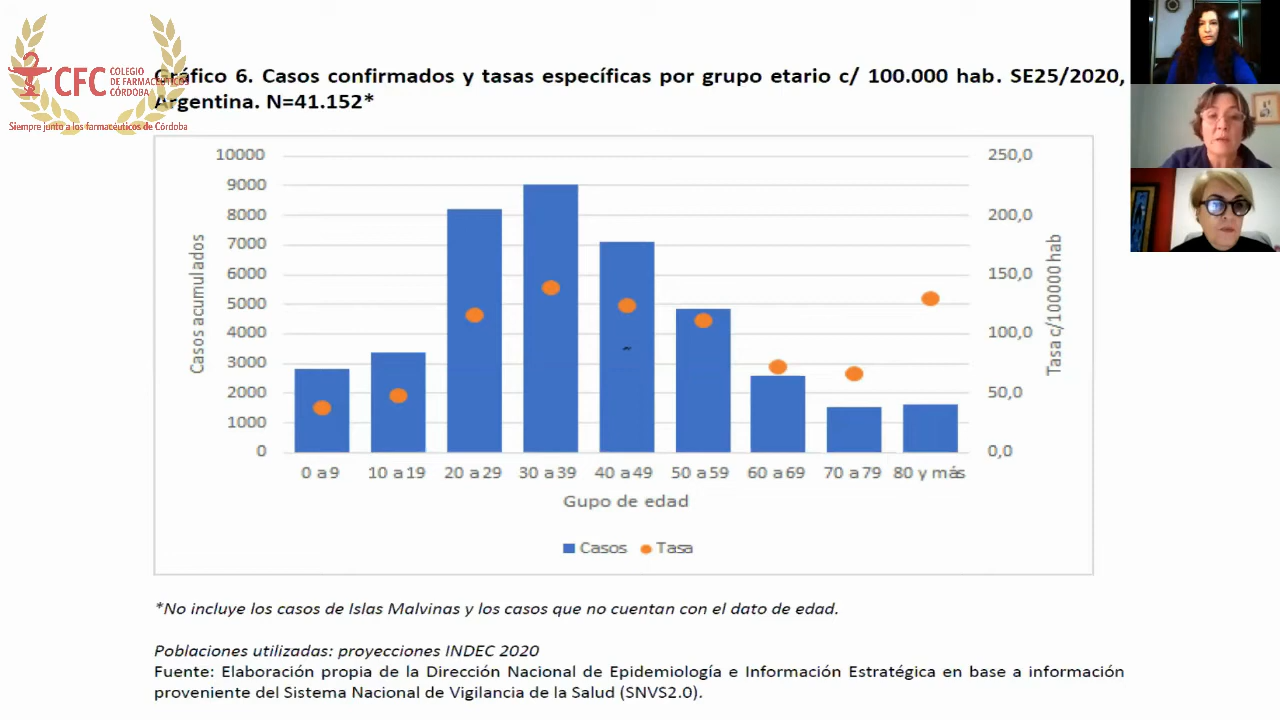 CFC
COLEGIO
DE FARMACÉUTICOS
CÓRDOBA
Siempre junto a los farmacéuticos de Córdoba
Gráfico 6. Casos confirmados y tasas específicas por grupo etario c/ 100.000 hab. SE25/2020,
Argentina. N=41.152*
10000
9000
8000
7000
6000
5000
4000
3000
2000
1000
0
Casos acumulados
250,0
200,0
150,0
100,0
50,0
0,0
Tasa c/100000 hab
0 a 9 10 a 19 20 a 29 30 a 39 40 a 49 50 a 59 60 a 69 70 a 79 80 y más
Gupo de edad
Casos Tasa
*No incluye los casos de Islas Malvinas y los casos que no cuentan con el dato de edad.
Poblaciones utilizadas: proyecciones INDEC 2020
Fuente: Elaboración propia de la Dirección Nacional de Epidemiología e Información Estratégica en base a información
proveniente del Sistema Nacional de Vigilancia de la Salud (SNVS2.0).